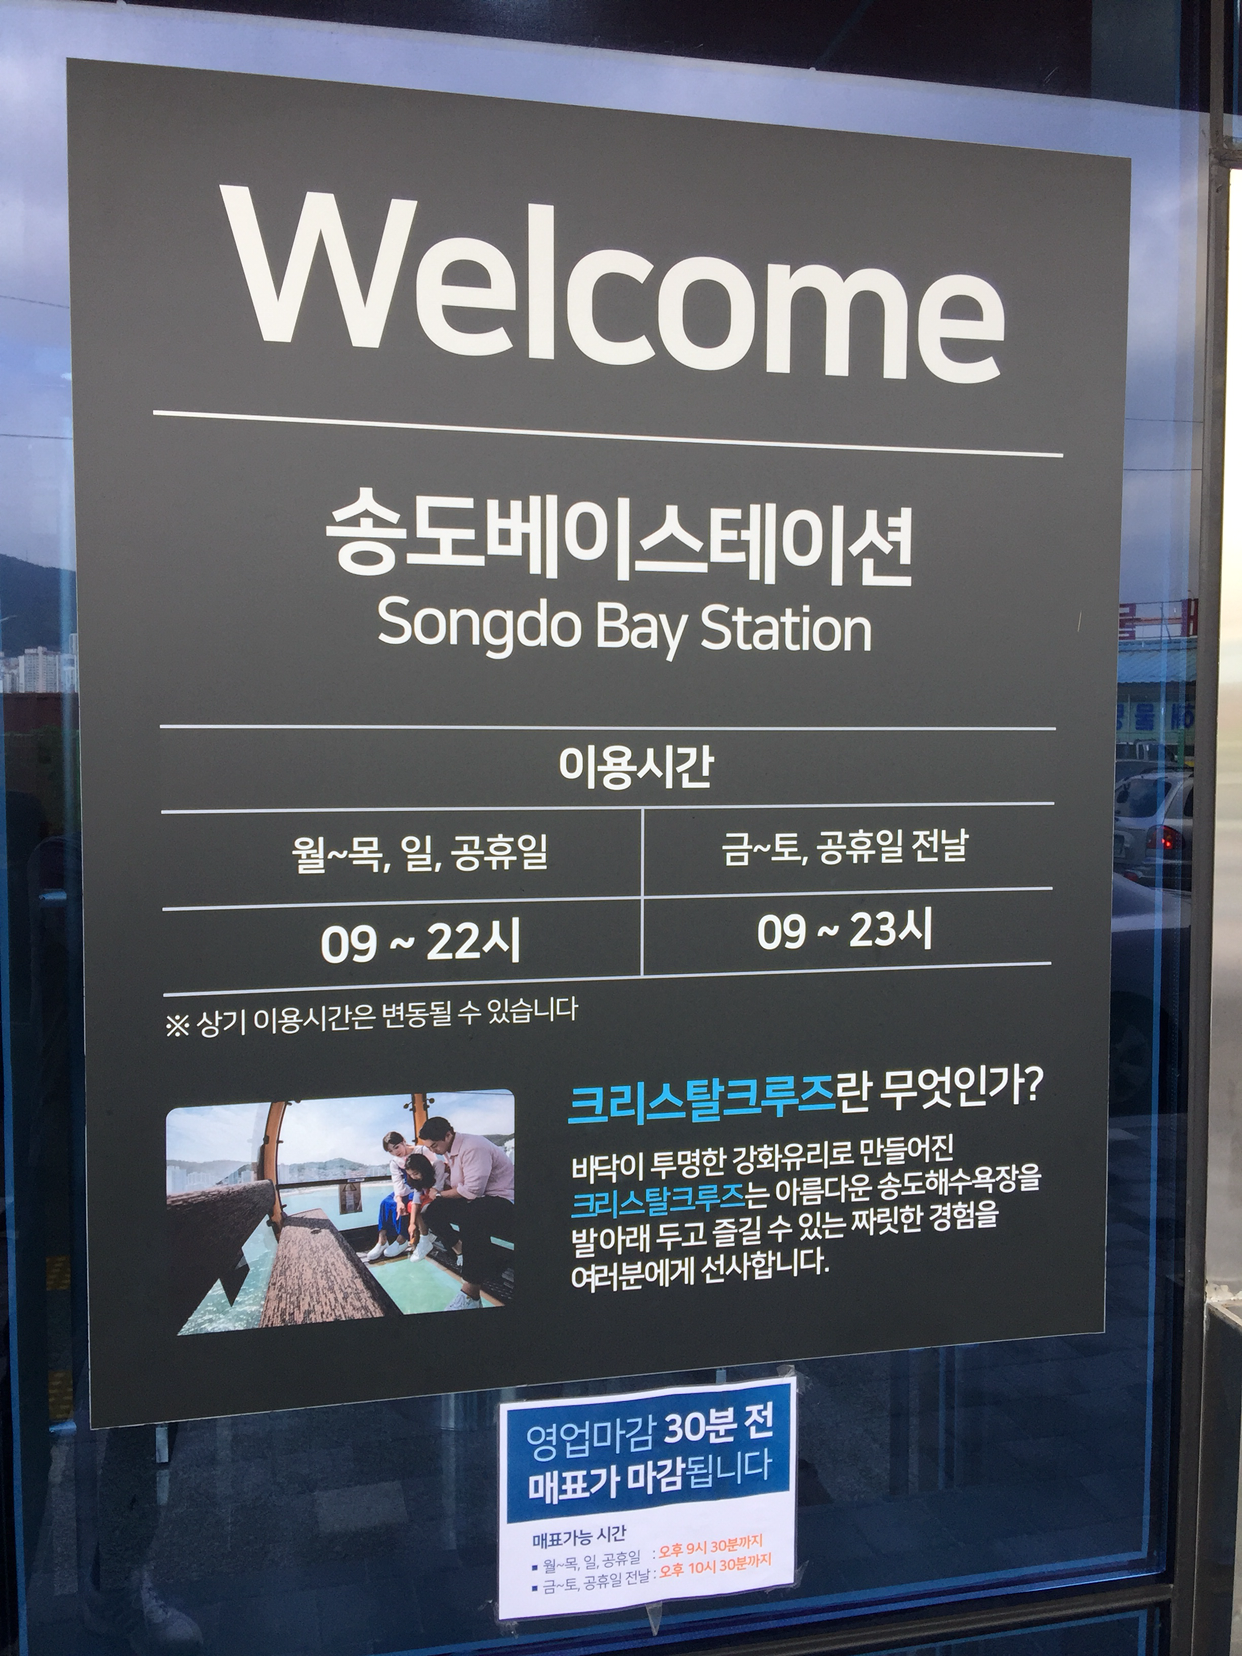 Welcome
송도베이스테이션
Songdo Bay Station
이용시간
월~목, 일, 공휴일
금~토, 공휴일 전날
09 ~ 22시
09 ~ 23시
※ 상기 이용시간은 변동될 수 있습니다
크리스탈크루즈란 무엇인가?
바닥이 투명한 강화유리로 만들어진
크리스탈크루즈는 아름다운 송도해수욕장을
발아래 두고 즐길 수 있는 짜릿한 경험을
여러분에게 선사합니다.
영업마감 30분 전
매표가 마감됩니다
매표가능 시간
▪ 월~목, 일, 공휴일 : 오후 9시 30분까지
▪ 금~토, 공휴일 전날 : 오후 10시 30분까지